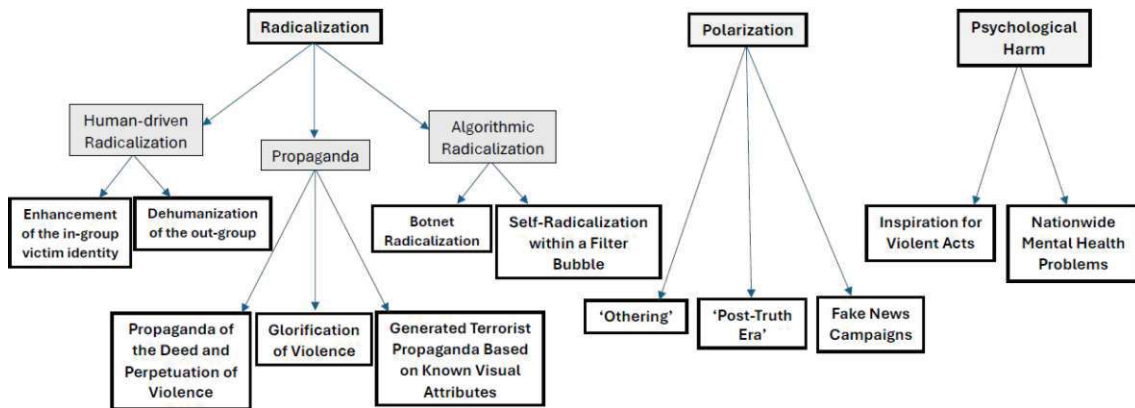 Radicalization
Polarization
Psychological
Harm
Human-driven
Radicalization
Propaganda
Algorithmic
Radicalization
Enhancement
of the in-group
victim identity
Dehumanization
of the out-group
Botnet
Radicalization
Self-Radicalization
within a Filter
Bubble
Inspiration for
Violent Acts
Nationwide
Mental Health
Problems
Propaganda of
the Deed and
Perpetuation of
Violence
Glorification
of Violence
Generated Terrorist
Propaganda Based
on Known Visual
Attributes
‘Othering’
‘Post-Truth
Era’
Fake News
Campaigns